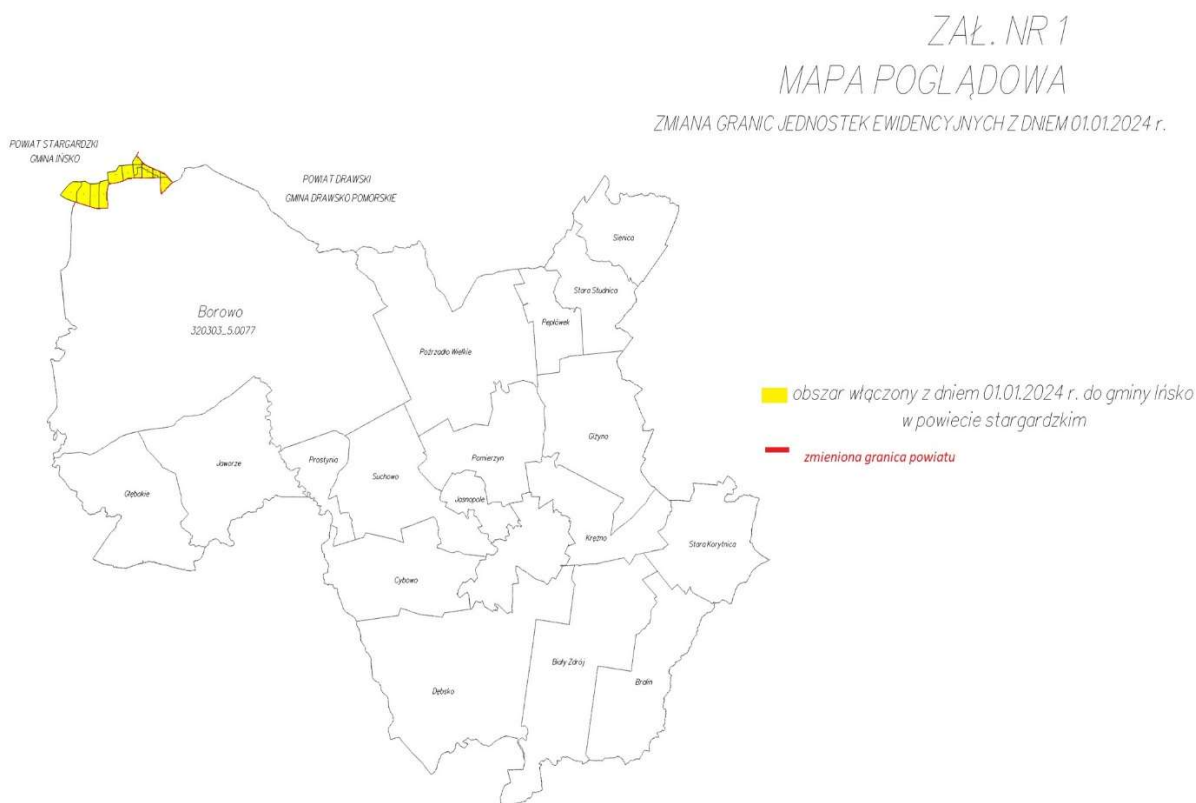 ZAŁ. NR 1
MAPA POGLĄDOWA
ZMIANA GRANIC JEDNOSTEK EWIDENCYJNYCH Z DNIEM 01.01.2024 r.
POWIAT STARGARDZKI
GMINA IŃSKO
POWIAT DRAWSKI
GMINA DRAWSKO POMORSKIE
Sienica
Stara Studnica
Borowo
320303_5.0077
Pepłówek
Poźrzadło Wielkie
obszar włączony z dniem 01.01.2024 r. do gminy Ińsko
w powiecie stargardzkim
zmieniona granica powiatu
Giżyno
Jaworze
Prostynia
Pomierzyn
Suchowo
Głębokie
Jasnopole
Krężno
Stara Korytnica
Cybowo
Biały Zdrój
Bralin
Dębsko